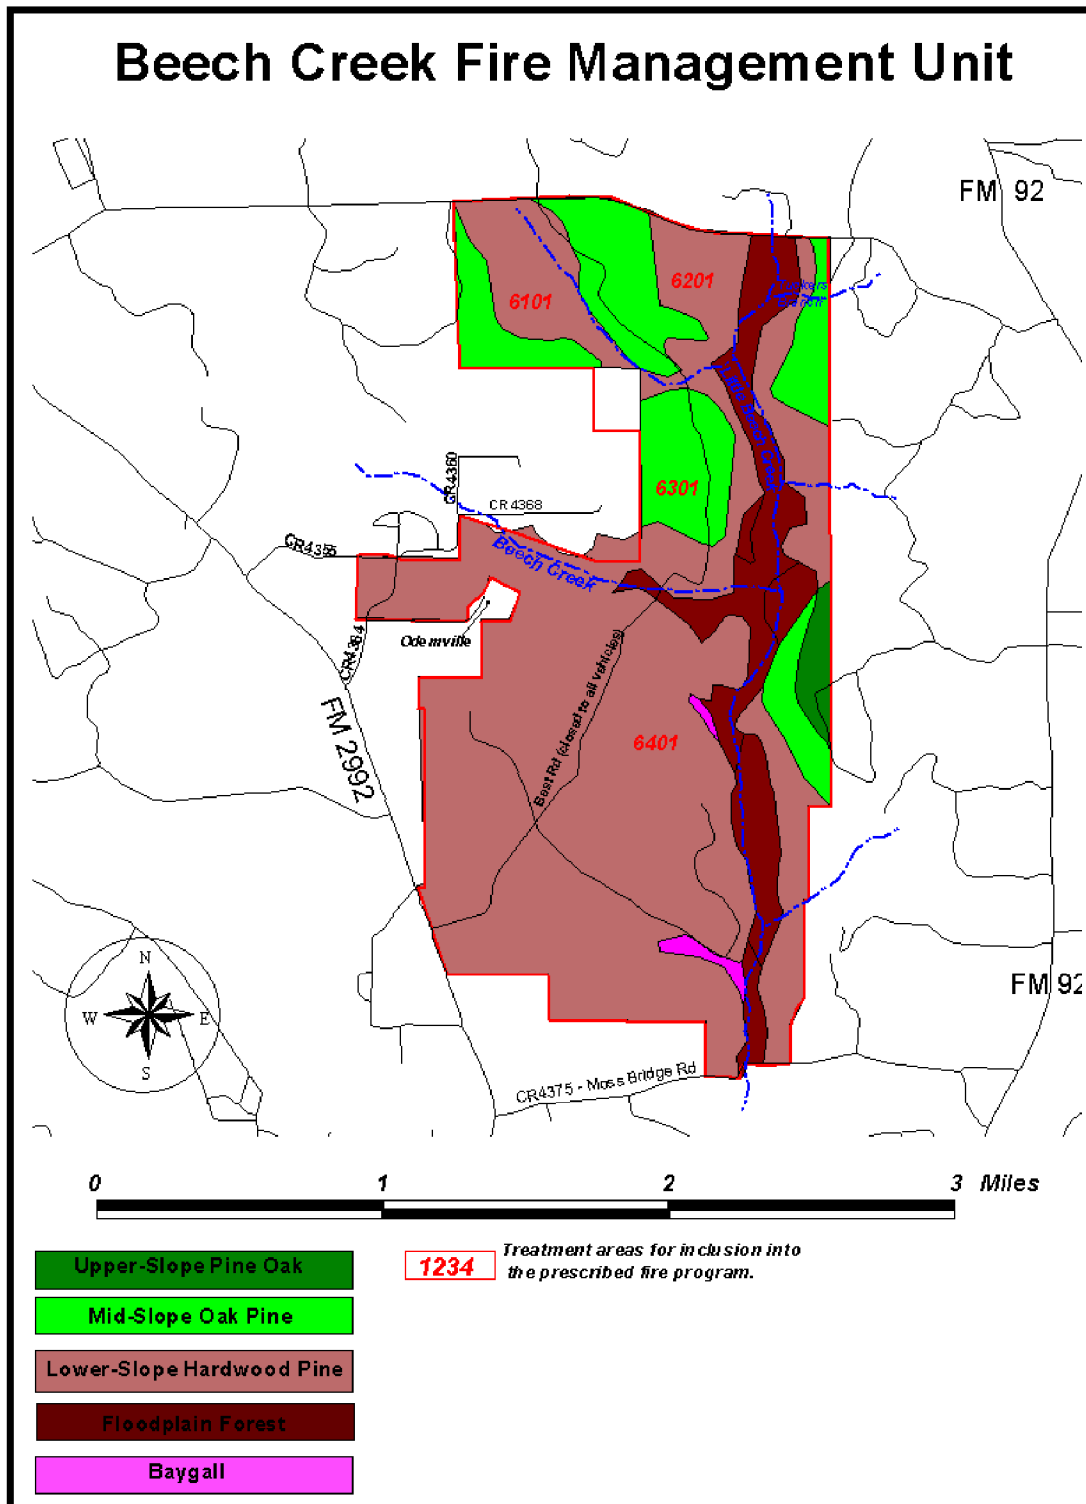 Beech Creek Fire Management Unit
FM 92
6201
6101
Little Beech Creek
CR4360
6301
CR 4368
CR4355
Beech Creek
Odemville
CR4364
Best Rd (closed to all vehicles)
6401
FM 2992
N
W
E
S
FM 92
CR4375 - Moss Bridge Rd
0
1
2
3 Miles
Upper-Slope Pine Oak
1234
Treatment areas for inclusion into
the prescribed fire program.
Mid-Slope Oak Pine
Lower-Slope Hardwood Pine
Floodplain Forest
Baygall